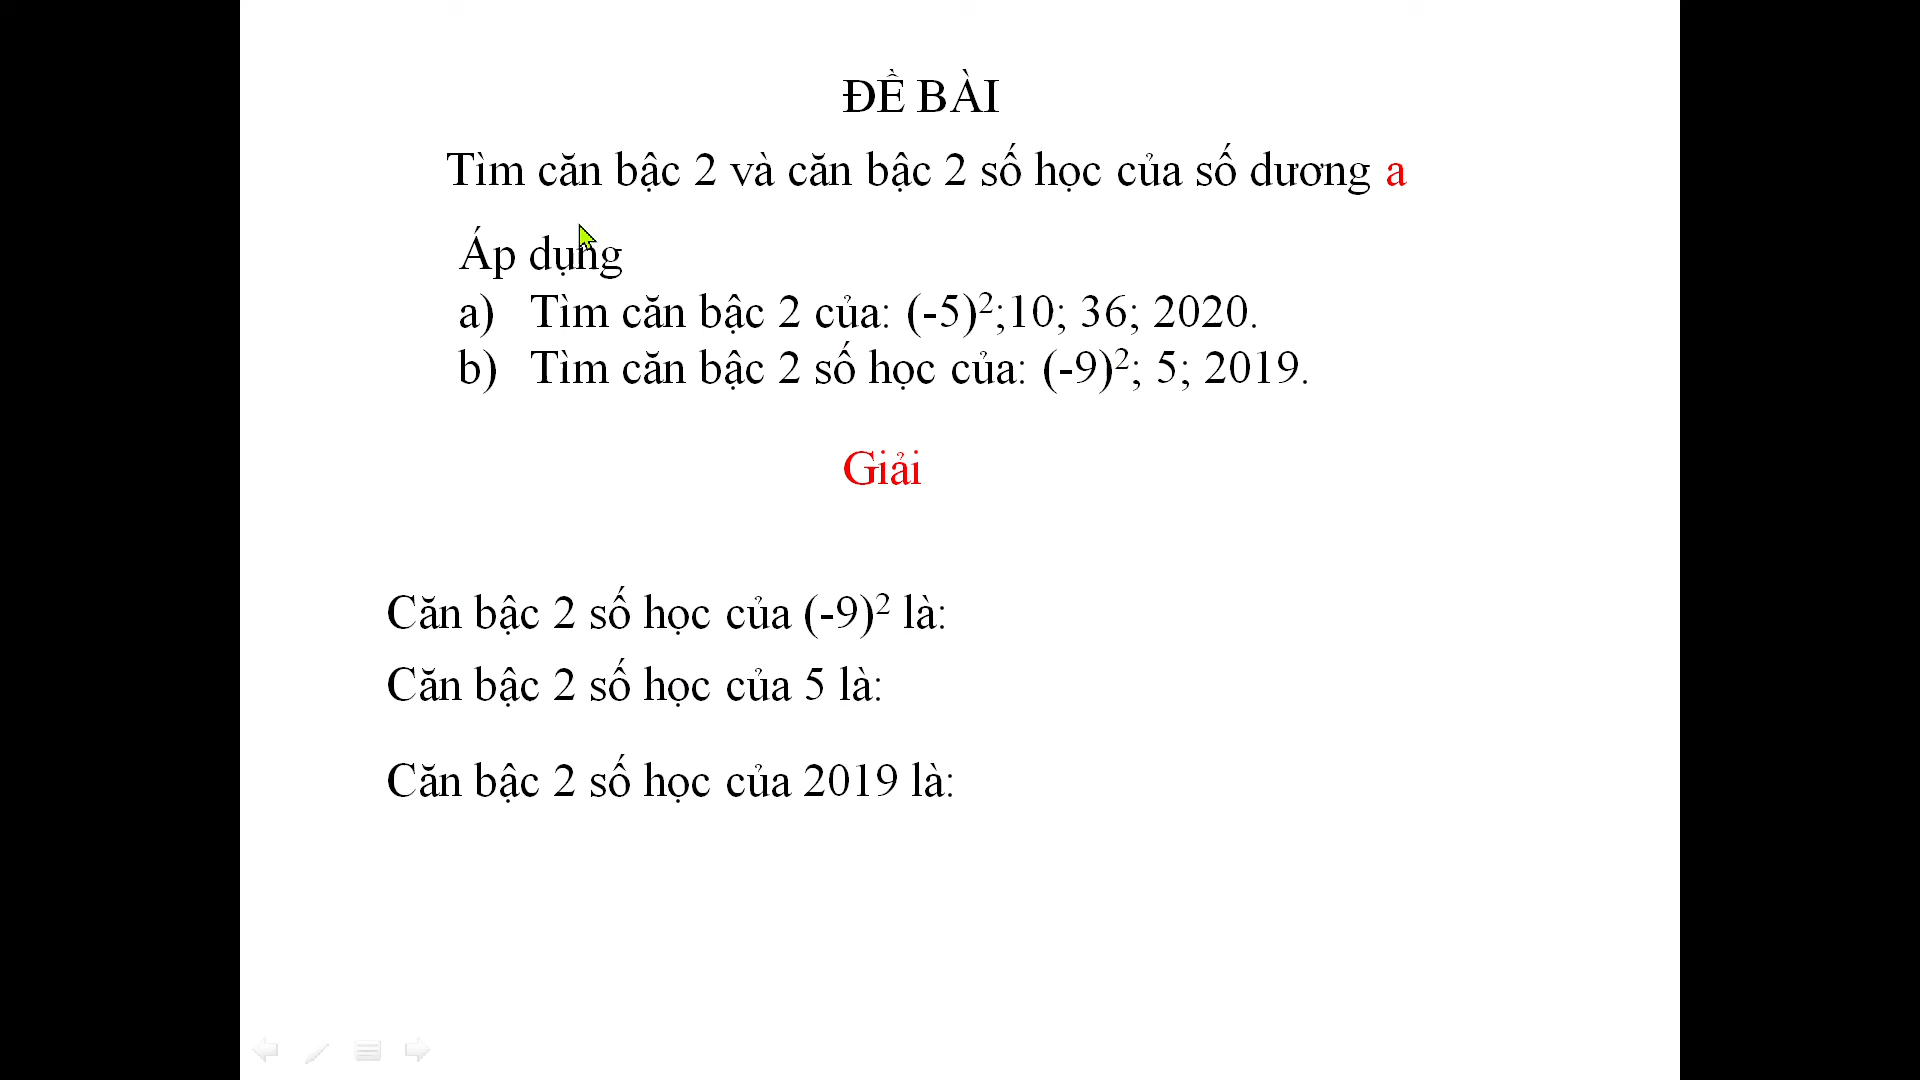 ĐỀ BÀI
Tìm căn bậc 2 và căn bậc 2 số học của số dương a
Áp dụng
a) Tìm căn bậc 2 của: (-5)²;10; 36; 2020.
b) Tìm căn bậc 2 số học của: (-9)²; 5; 2019.
Giải
Căn bậc 2 số học của (-9)² là:
Căn bậc 2 số học của 5 là:
Căn bậc 2 số học của 2019 là: